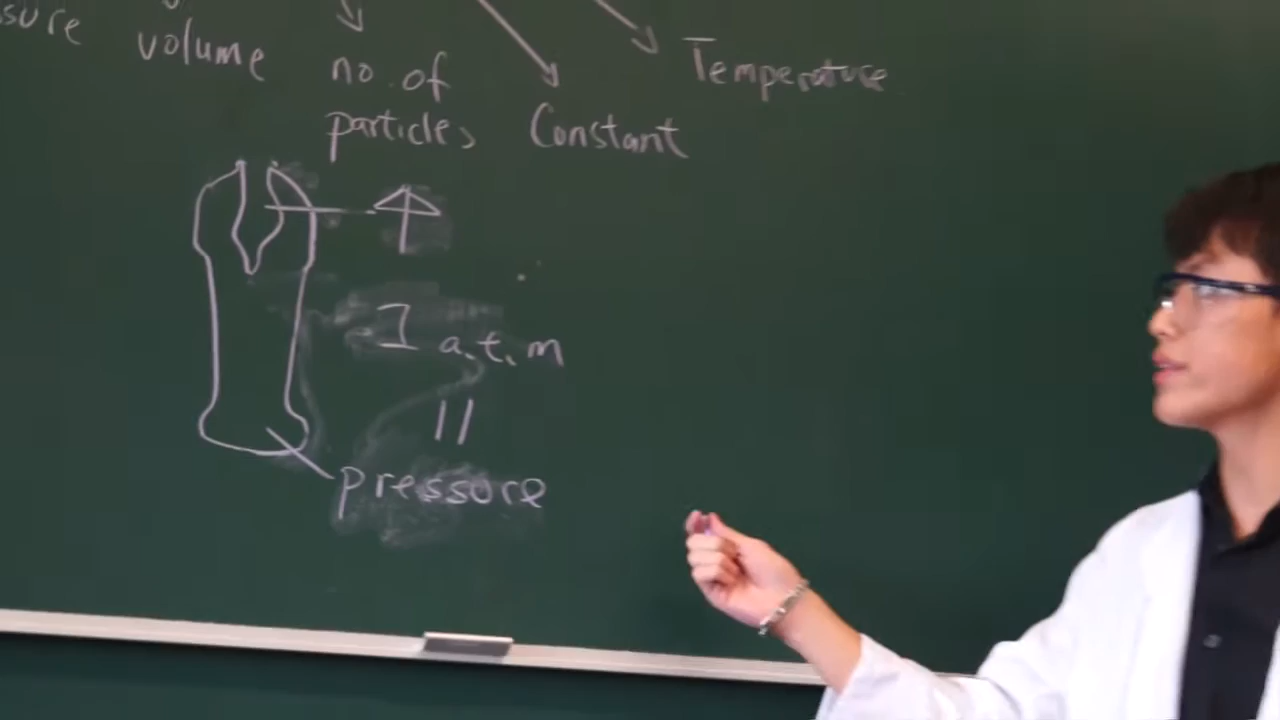 sure
volume
no. of
particles
Constant
Temperature
1 a.t.m
||
pressure